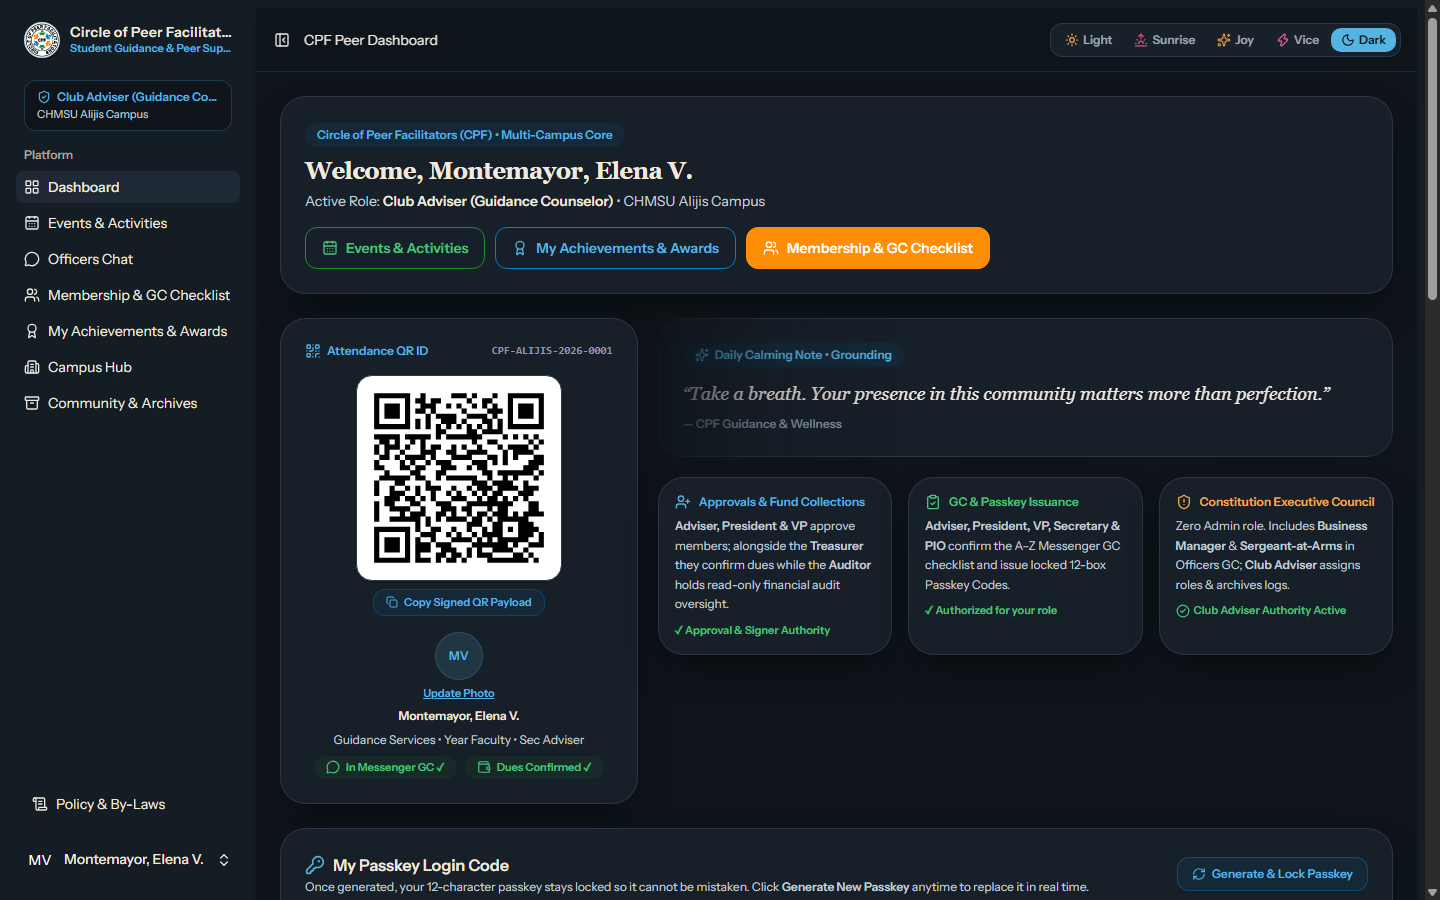 Circle of Peer Facilitat...
Student Guidance & Peer Sup...
Club Adviser (Guidance Co...
CHMSU Alijis Campus
Platform
Dashboard
Events & Activities
Officers Chat
Membership & GC Checklist
My Achievements & Awards
Campus Hub
Community & Archives
Policy & By-Laws
MV Montemayor, Elena V.
CPF Peer Dashboard
Light Sunrise Joy Vice Dark
Circle of Peer Facilitators (CPF) • Multi-Campus Core
Welcome, Montemayor, Elena V.
Active Role: Club Adviser (Guidance Counselor) • CHMSU Alijis Campus
Events & Activities My Achievements & Awards Membership & GC Checklist
Attendance QR ID CPF-ALIJIS-2026-0001
Copy Signed QR Payload
MV
Update Photo
Montemayor, Elena V.
Guidance Services • Year Faculty • Sec Adviser
In Messenger GC ✓ Dues Confirmed ✓
Daily Calming Note • Grounding
“Take a breath. Your presence in this community matters more than perfection.”
— CPF Guidance & Wellness
Approvals & Fund Collections
Adviser, President & VP approve
members; alongside the Treasurer
they confirm dues while the Auditor
holds read-only financial audit
oversight.
✓ Approval & Signer Authority
GC & Passkey Issuance
Adviser, President, VP, Secretary &
PIO confirm the A-Z Messenger GC
checklist and issue locked 12-box
Passkey Codes.
✓ Authorized for your role
Constitution Executive Council
Zero Admin role. Includes Business
Manager & Sergeant-at-Arms in
Officers GC; Club Adviser assigns
roles & archives logs.
Club Adviser Authority Active
My Passkey Login Code
Once generated, your 12-character passkey stays locked so it cannot be mistaken. Click Generate New Passkey anytime to replace it in real time.
Generate & Lock Passkey